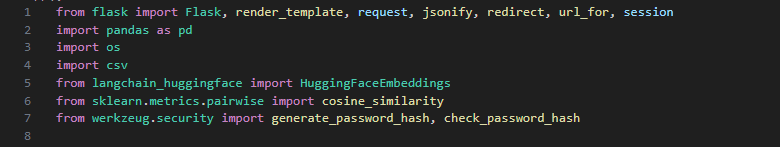 1 from flask import Flask, render_template, request, jsonify, redirect, url_for, session
2 import pandas as pd
3 import os
4 import csv
5 from langchain_huggingface import HuggingFaceEmbeddings
6 from sklearn.metrics.pairwise import cosine_similarity
7 from werkzeug.security import generate_password_hash, check_password_hash
8